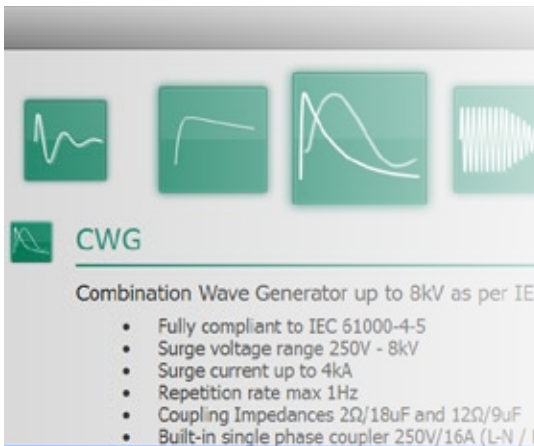 CWG
Combination Wave Generator up to 8kV as per IE
Fully compliant to IEC 61000-4-5
Surge voltage range 250V - 8kV
Surge current up to 4kA
Repetition rate max 1Hz
Coupling Impedances 2Ω/18uF and 12Ω/9uF
Built-in single phase coupler 250V/16A (L-N /